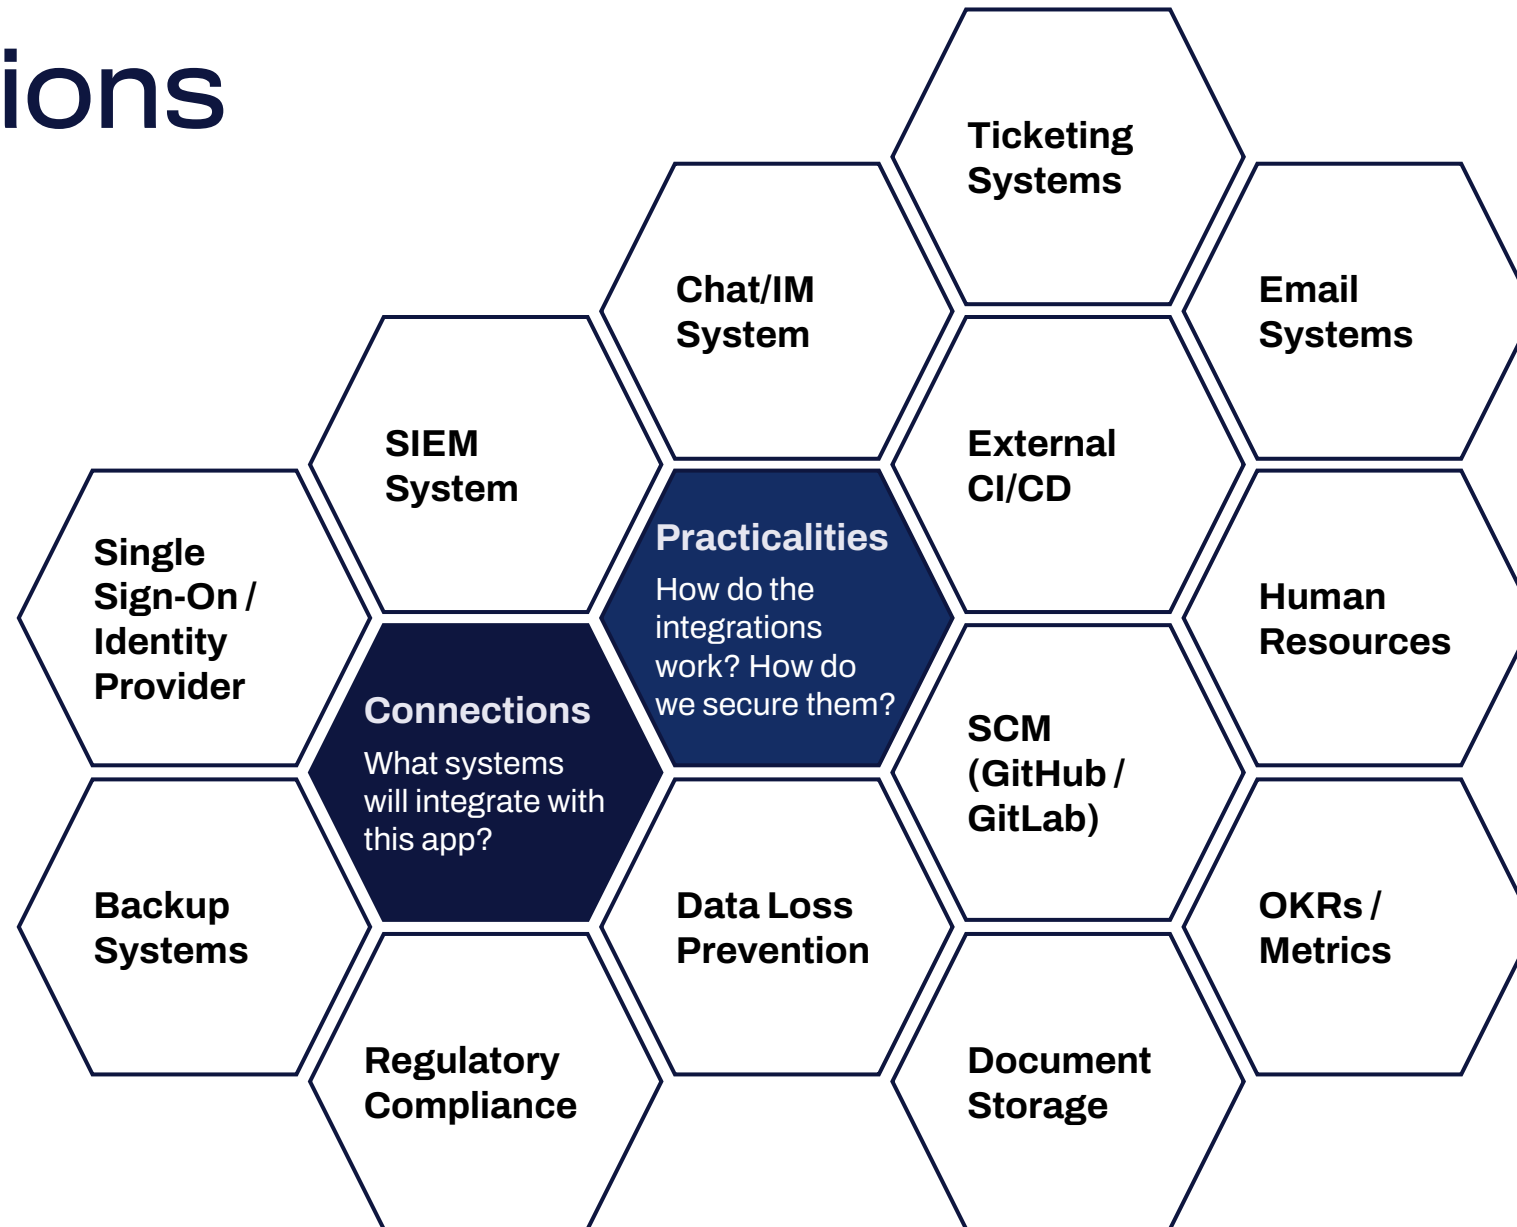 ions
Ticketing
Systems
Chat/IM
System
Email
Systems
SIEM
System
External
CI/CD
Single
Sign-On /
Identity
Provider
Practicalities
How do the
integrations
work? How do
we secure them?
Human
Resources
Connections
What systems
will integrate with
this app?
SCM
(GitHub /
GitLab)
Backup
Systems
Data Loss
Prevention
OKRs /
Metrics
Regulatory
Compliance
Document
Storage